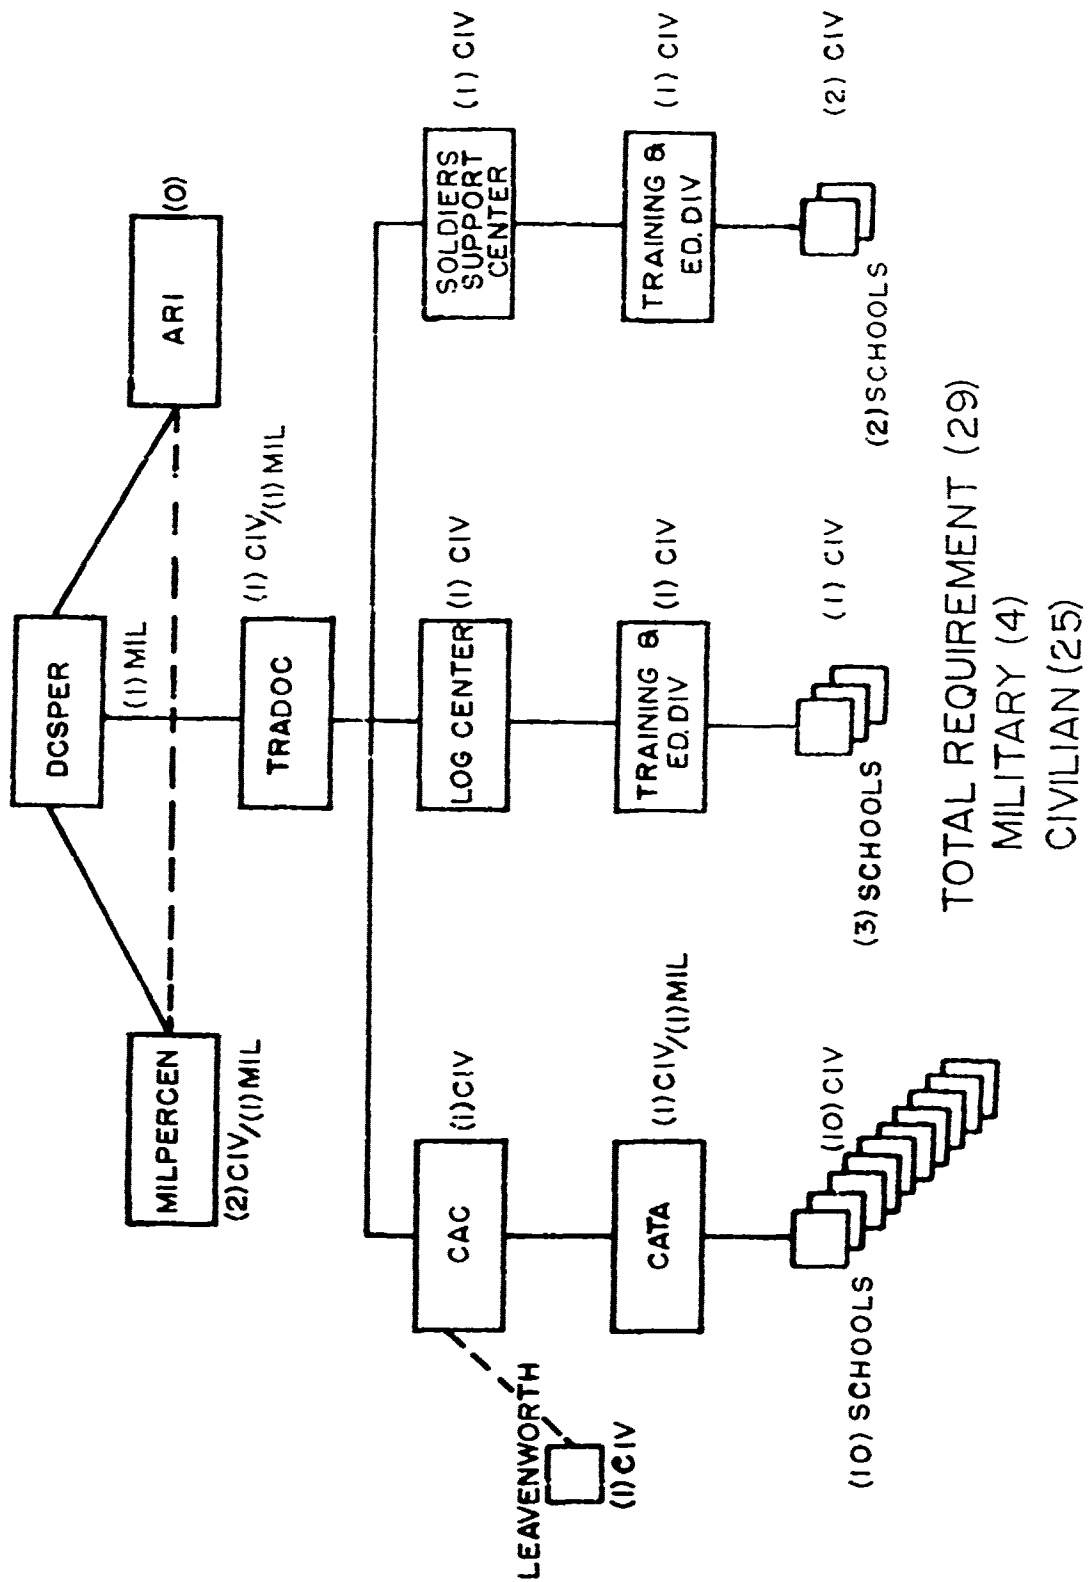 DCSPER
(1) MIL
MILPERCEN
(2) CIV/(1) MIL
ARI
(0)
TRADOC
(1) CIV/(1) MIL
LEAVENWORTH
(1) CIV
CAC
(1) CIV
LOG CENTER
(1) CIV
SOLDIERS
SUPPORT
CENTER
(1) CIV
CATA
(1) CIV/(1) MIL
TRAINING &
ED. DIV
(1) CIV
TRAINING &
ED. DIV
(1) CIV
(10) SCHOOLS
(10) CIV
(3) SCHOOLS
(1) CIV
(2) SCHOOLS
(2) CIV
TOTAL REQUIREMENT (29)
MILITARY (4)
CIVILIAN (25)